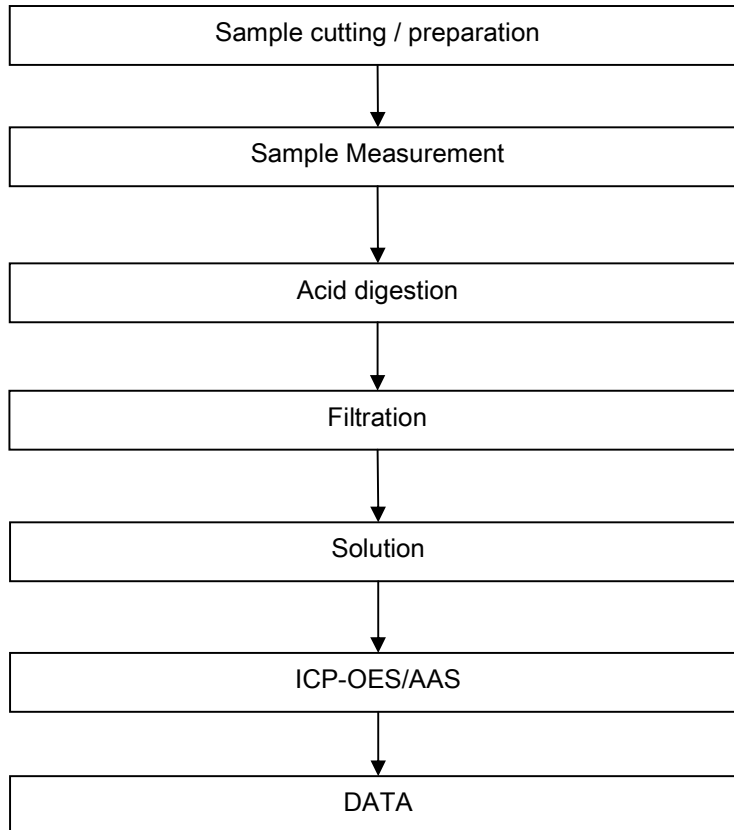 Sample cutting / preparation
Sample Measurement
Acid digestion
Filtration
Solution
ICP-OES/AAS
DATA